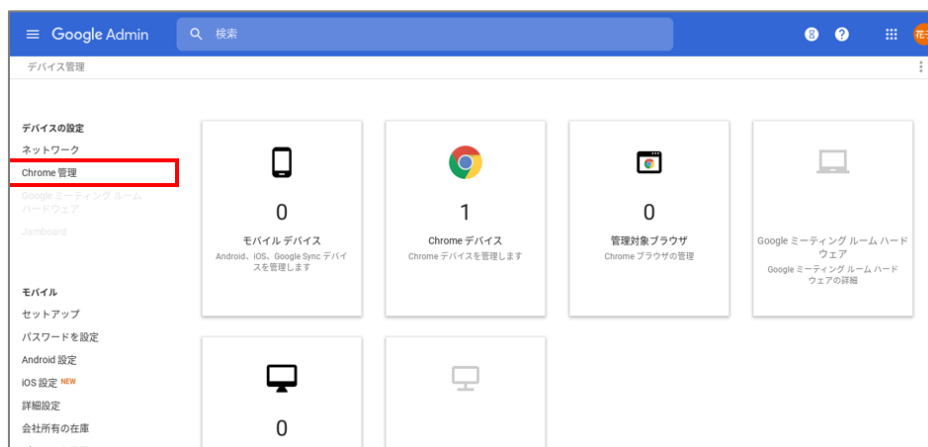 Google Admin
検索
デバイス管理
デバイスの設定
ネットワーク
Chrome 管理
Google ミーティング ルーム
ハードウェア
Jamboard
モバイル
セットアップ
パスワードを設定
Android 設定
iOS 設定 NEW
詳細設定
会社所有の在庫
0
モバイル デバイス
Android、iOS、Google Sync デバイ
スを管理します
1
Chrome デバイス
Chrome デバイスを管理します
0
管理対象ブラウザ
Chrome ブラウザの管理
Google ミーティング ルーム ハード
ウェア
Google ミーティング ルーム ハード
ウェアの詳細
0